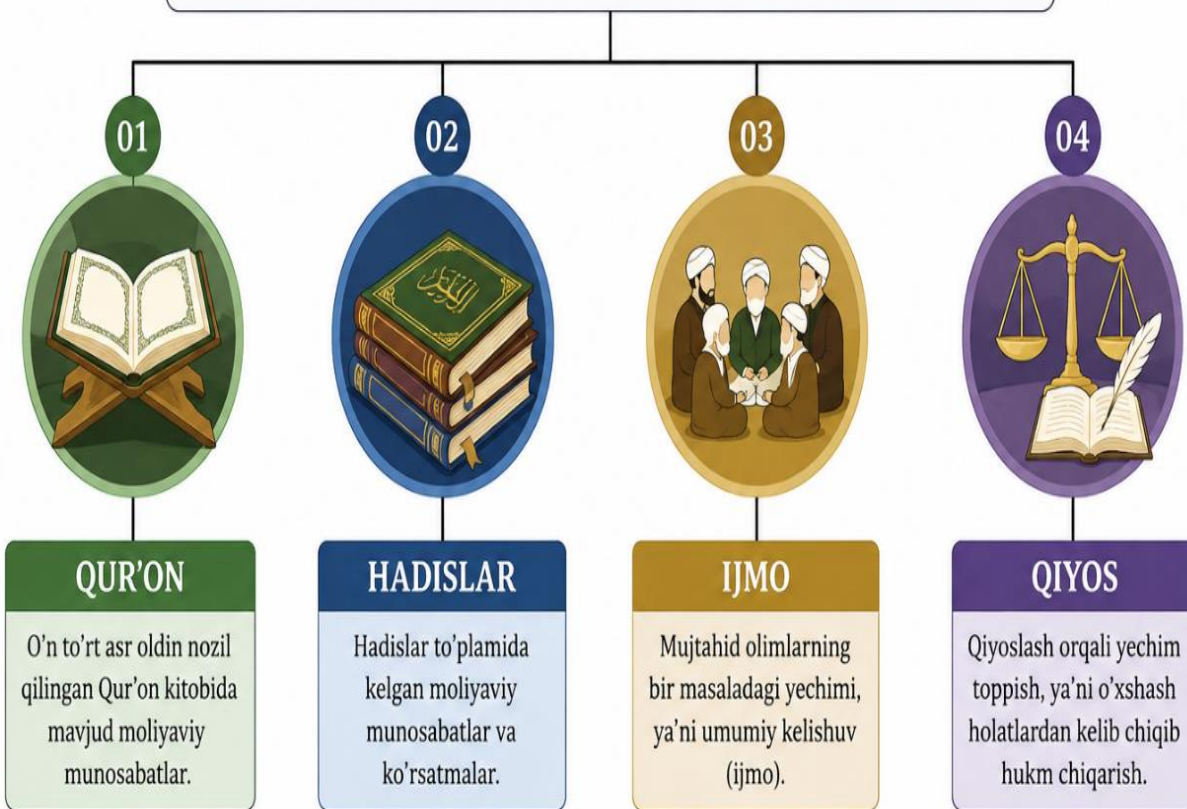 01
02
03
04
QUR'ON
O'n to'rt asr oldin nozil
qilingan Qur'on kitobida
mavjud moliyaviy
munosabatlar.
HADISLAR
Hadislar to'plamida
kelgan moliyaviy
munosabatlar va
ko'rsatmalar.
IJMO
Mujtahid olimlarning
bir masaladagi yechimi,
ya'ni umumiy kelishuv
(ijmo).
QIYOS
Qiyoslash orqali yechim
toppish, ya'ni o'xshash
holatlardan kelib chiqib
hukm chiqarish.